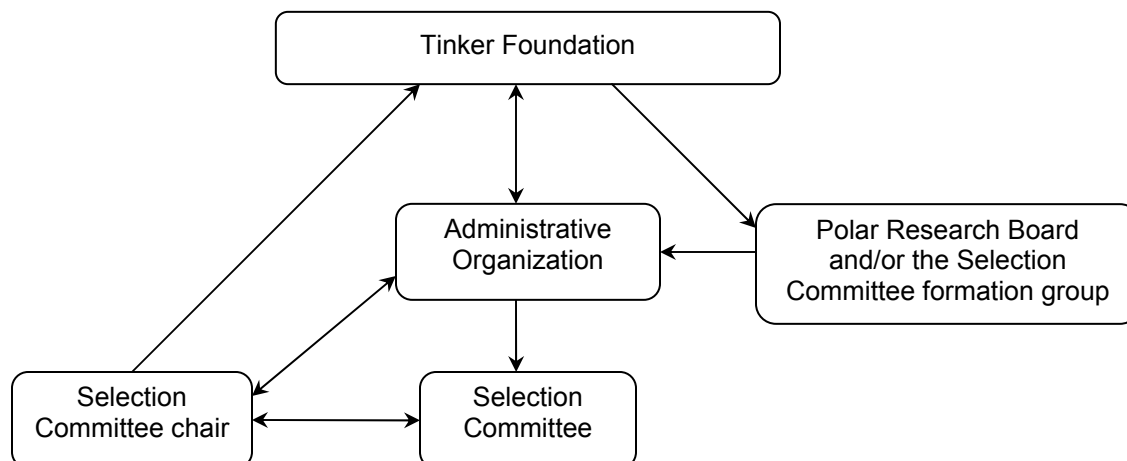 Tinker Foundation
Administrative
Organization
Polar Research Board
and/or the Selection
Committee formation group
Selection
Committee chair
Selection
Committee